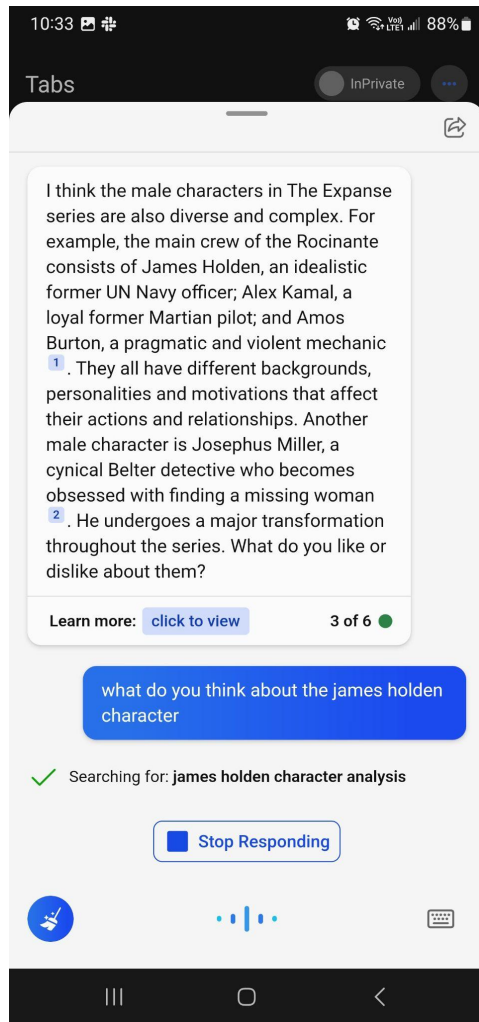 10:33 Vo)) LTE1 88%
Tabs InPrivate
I think the male characters in The Expanse
series are also diverse and complex. For
example, the main crew of the Rocinante
consists of James Holden, an idealistic
former UN Navy officer; Alex Kamal, a
loyal former Martian pilot; and Amos
Burton, a pragmatic and violent mechanic
1 . They all have different backgrounds,
personalities and motivations that affect
their actions and relationships. Another
male character is Josephus Miller, a
cynical Belter detective who becomes
obsessed with finding a missing woman
2 . He undergoes a major transformation
throughout the series. What do you like or
dislike about them?
Learn more: click to view 3 of 6
what do you think about the james holden
character
Searching for: james holden character analysis
Stop Responding